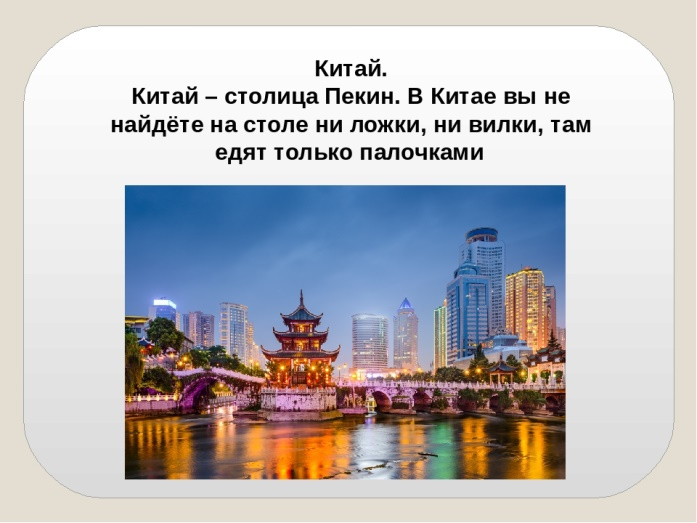 Китай.
Китай – столица Пекин. В Китае вы не
найдёте на столе ни ложки, ни вилки, там
едят только палочками